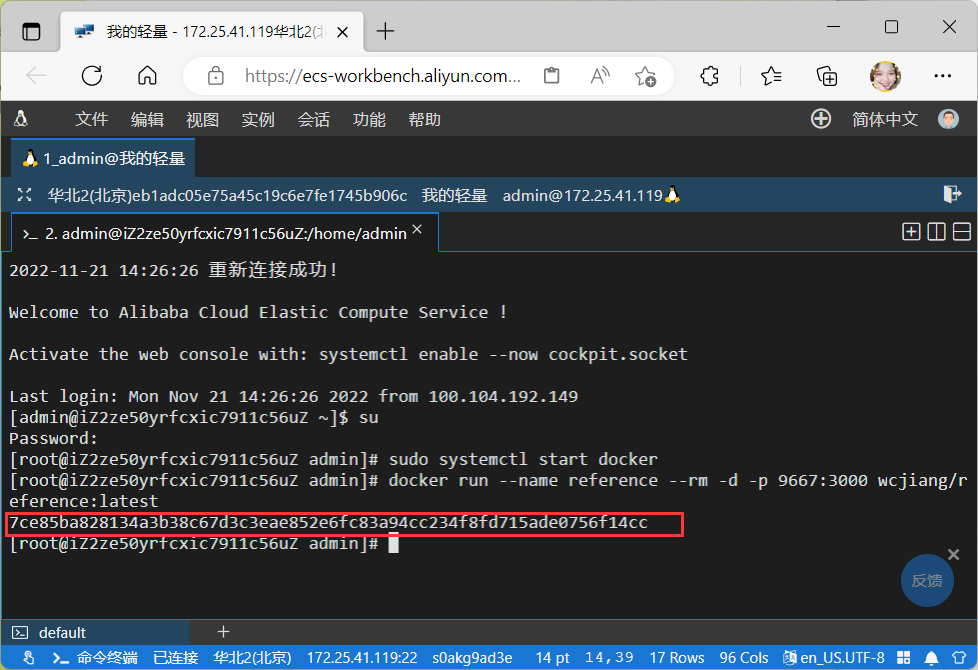 我的轻量 - 172.25.41.119华北2(北
https://ecs-workbench.aliyun.com...
文件 编辑 视图 实例 会话 功能 帮助 简体中文
1_admin@我的轻量
华北2(北京)eb1adc05e75a45c19c6e7fe1745b906c 我的轻量 admin@172.25.41.119
>_ 2. admin@iZ2ze50yrfcxic7911c56uZ:/home/admin
2022-11-21 14:26:26 重新连接成功!
Welcome to Alibaba Cloud Elastic Compute Service !
Activate the web console with: systemctl enable --now cockpit.socket
Last login: Mon Nov 21 14:26:26 2022 from 100.104.192.149
[admin@iZ2ze50yrfcxic7911c56uZ ~]$ su
Password:
[root@iZ2ze50yrfcxic7911c56uZ admin]# sudo systemctl start docker
[root@iZ2ze50yrfcxic7911c56uZ admin]# docker run --name reference --rm -d -p 9667:3000 wcjiang/r
eference:latest
7ce85ba828134a3b38c67d3c3eae852e6fc83a94cc234f8fd715ade0756f14cc
[root@iZ2ze50yrfcxic7911c56uZ admin]#
反馈
default
命令终端 已连接 华北2(北京) 172.25.41.119:22 s0akg9ad3e 14 pt 14,39 17 Rows 96 Cols en_US.UTF-8